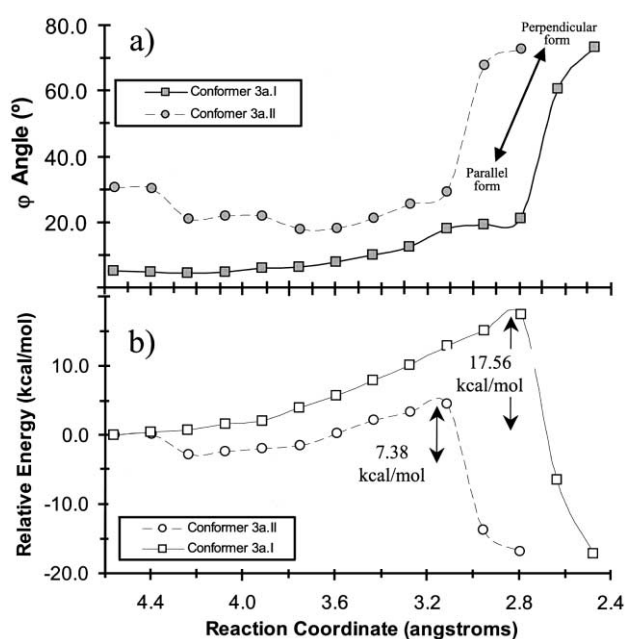 80.0
a)
Perpendicular
form
Conformer 3a.I
Conformer 3a.II
60.0
φ Angle (º)
40.0
Parallel
form
20.0
b)
10.0
17.56
kcal/mol
Relative Energy (kcal/mol)
0.0
7.38
kcal/mol
-10.0
Conformer 3a.II
Conformer 3a.I
-20.0
4.4 4.0 3.6 3.2 2.8 2.4
Reaction Coordinate (angstroms)